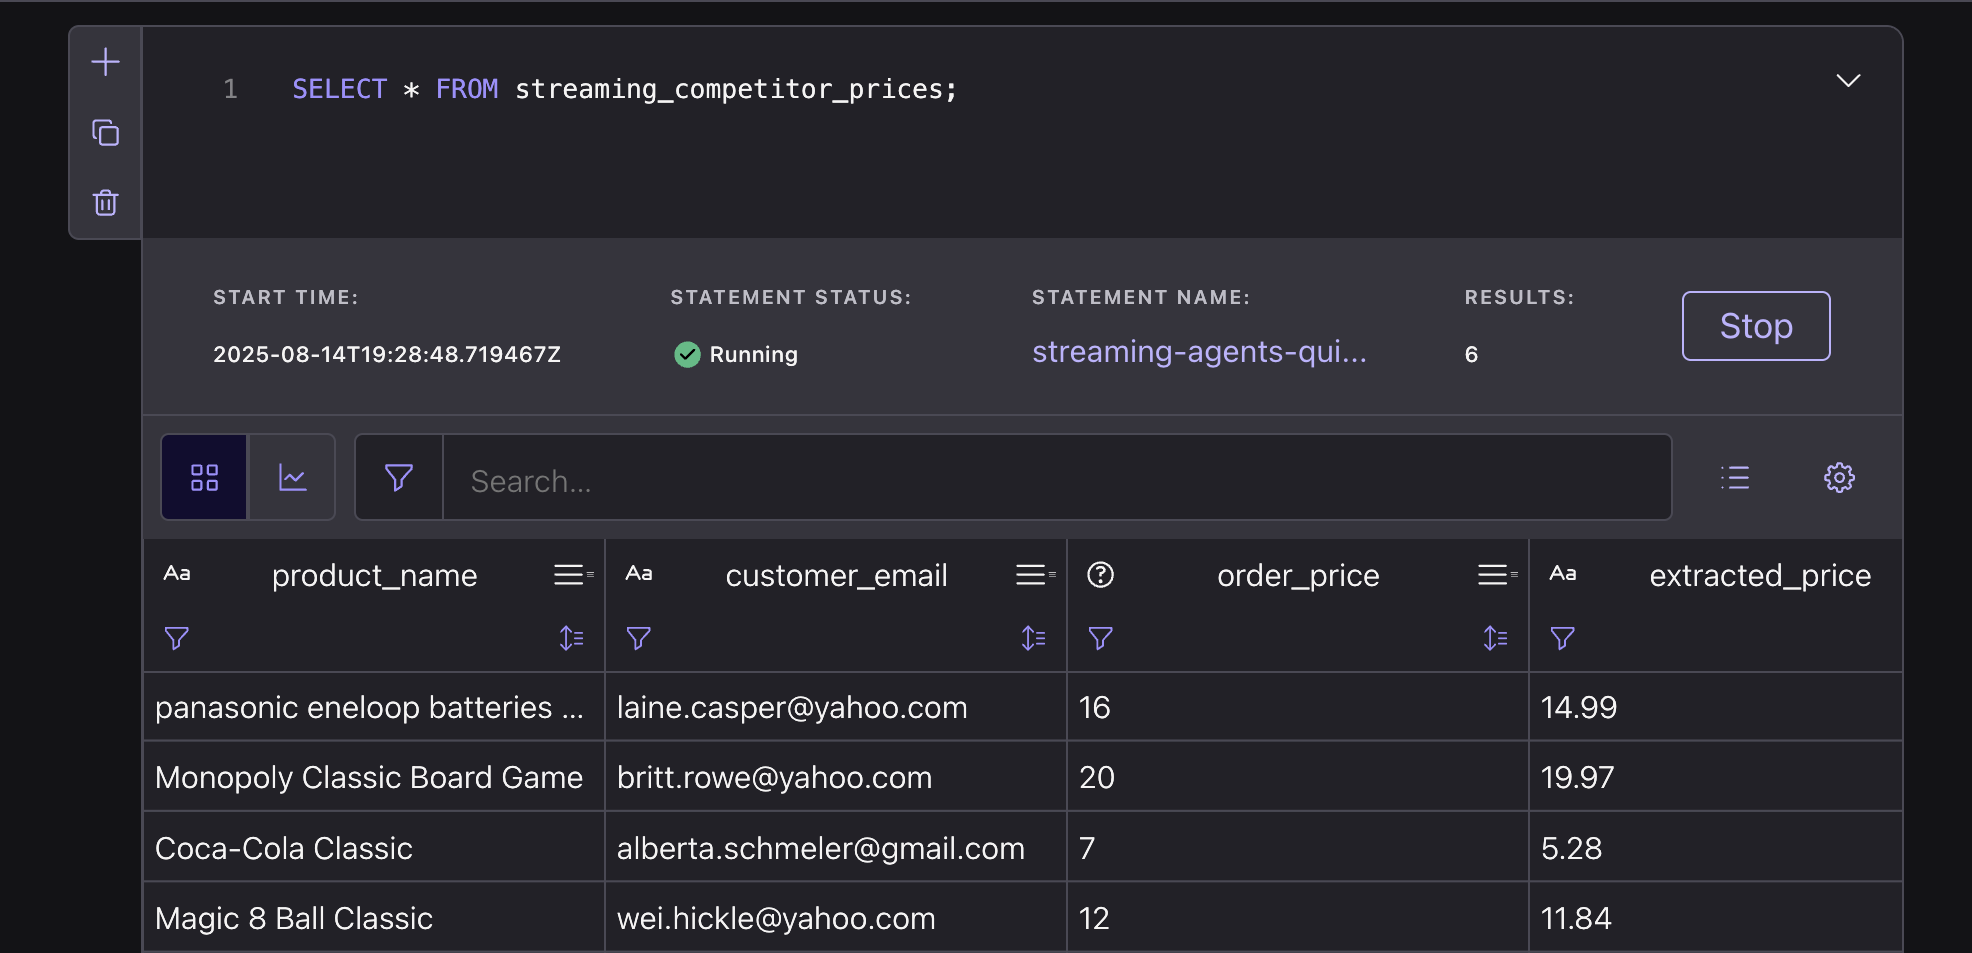 1 SELECT * FROM streaming_competitor_prices;
START TIME: STATEMENT STATUS: STATEMENT NAME: RESULTS:
2025-08-14T19:28:48.719467Z Running streaming-agents-qui... 6 Stop
Search...
Aa product_name Aa customer_email order_price Aa extracted_price
panasonic eneloop batteries ... laine.casper@yahoo.com 16 14.99
Monopoly Classic Board Game britt.rowe@yahoo.com 20 19.97
Coca-Cola Classic alberta.schmeler@gmail.com 7 5.28
Magic 8 Ball Classic wei.hickle@yahoo.com 12 11.84